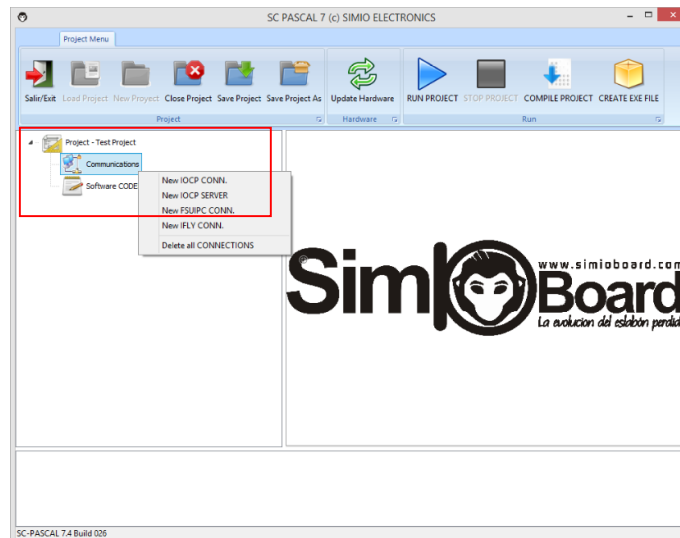 SC PASCAL 7 (c) SIMIO ELECTRONICS
Project Menu
Salir/Exit Load Project New Proyect Close Project Save Project Save Project As Update Hardware RUN PROJECT STOP PROJECT COMPILE PROJECT CREATE EXE FILE
Project Hardware Run
Project - Test Project
Communications
Software CODE
New IOCP CONN.
New IOCP SERVER
New FSUIPC CONN.
New IFLY CONN.
Delete all CONNECTIONS
www.simioboard.com
Simio Board
La evolucion del eslabón perdid
SC-PASCAL 7.4 Build 026